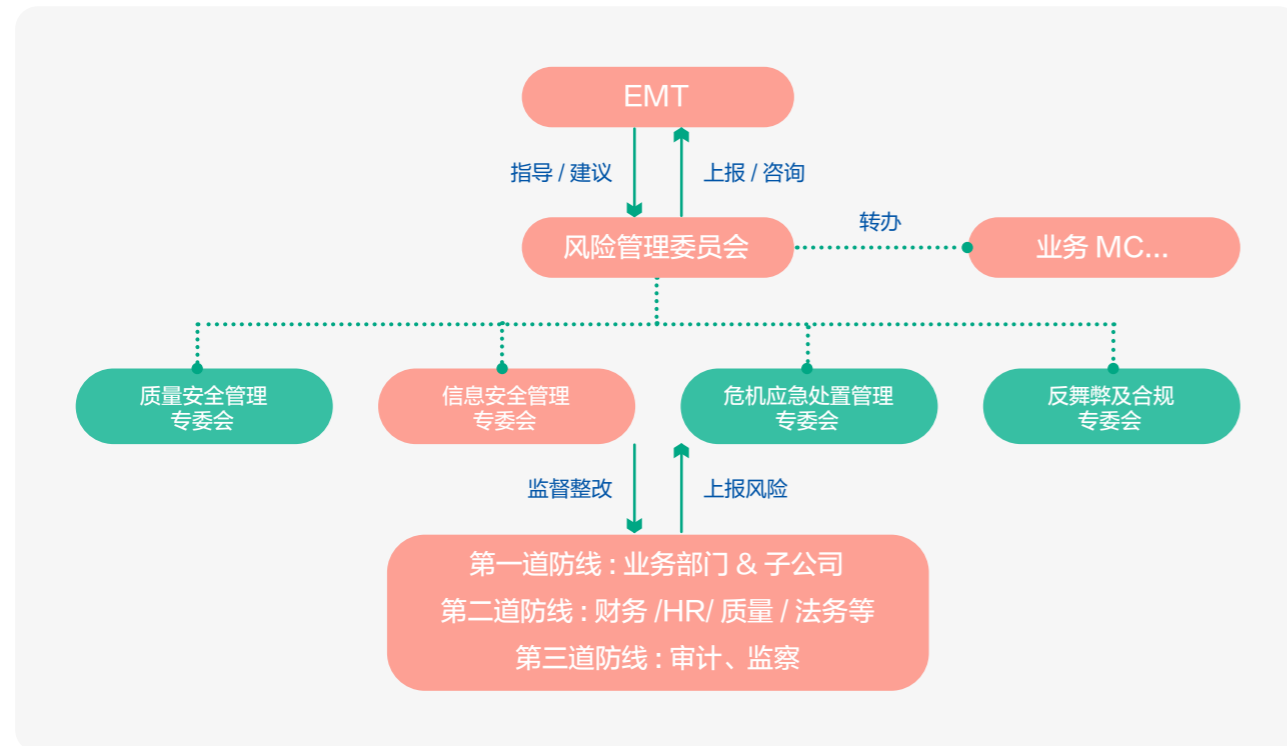 EMT
指导 / 建议
上报 / 咨询
转办
风险管理委员会
业务 MC...
质量安全管理
专委会
信息安全管理
专委会
危机应急处置管理
专委会
反舞弊及合规
专委会
监督整改
上报风险
第一道防线 : 业务部门 & 子公司
第二道防线 : 财务 /HR/ 质量 / 法务等
第三道防线 : 审计、监察